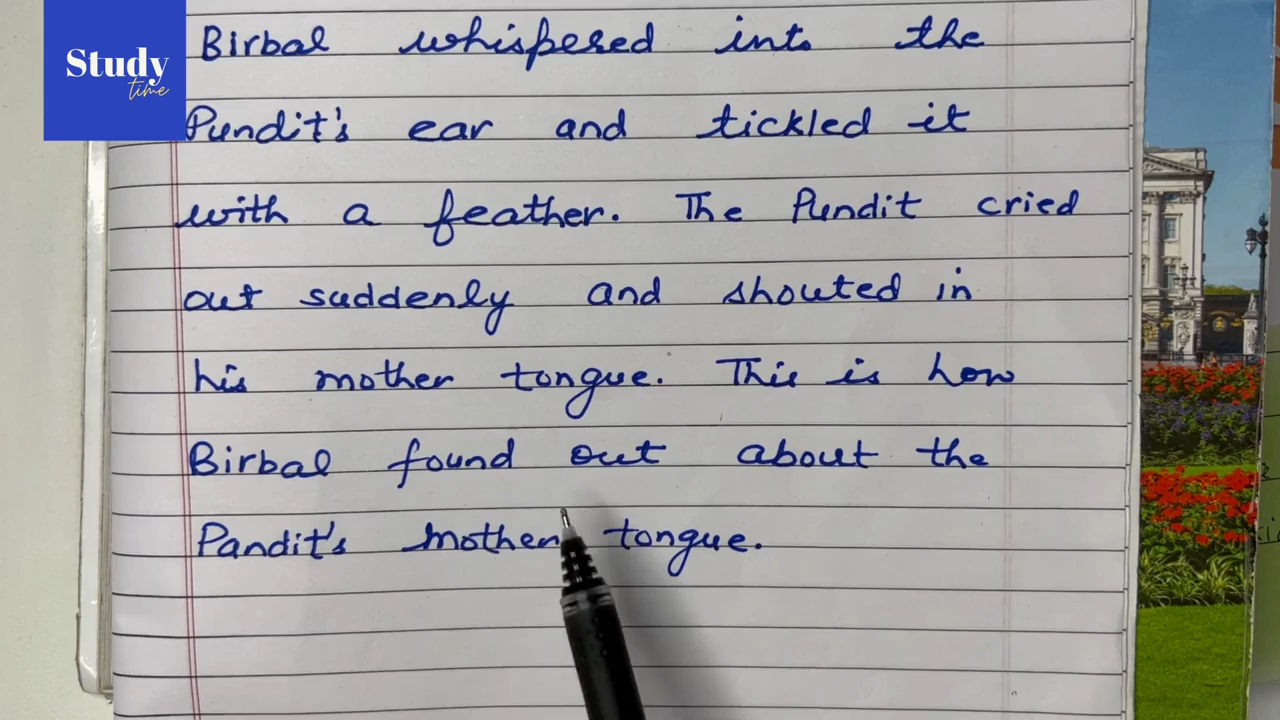 Study
time
Birbal whispered into the
Pundit's ear and tickled it
with a feather. The Pundit cried
out suddenly and shouted in
his mother tongue. This is how
Birbal found out about the
Pandit's mother tongue.